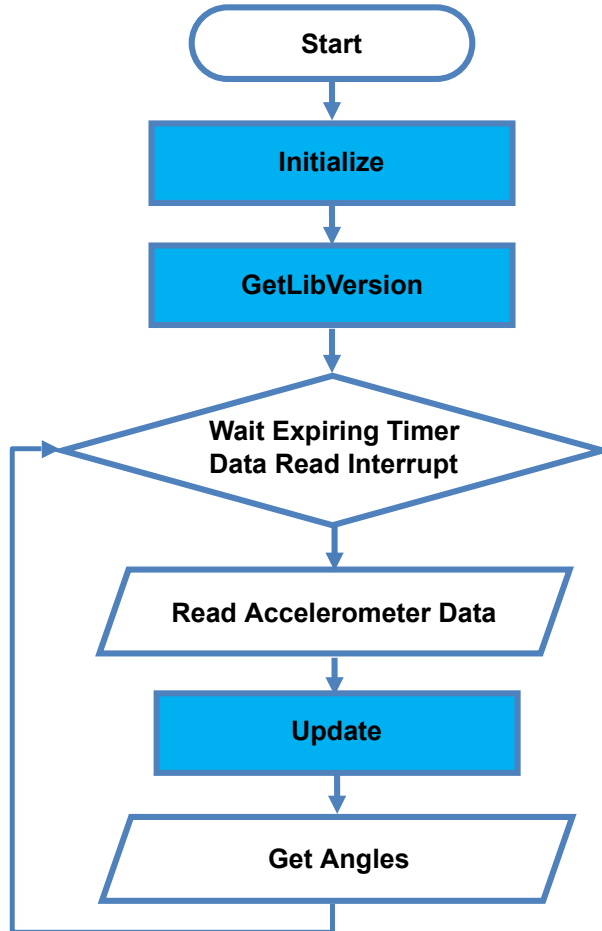 Start
Initialize
GetLibVersion
Wait Expiring Timer
Data Read Interrupt
Read Accelerometer Data
Update
Get Angles